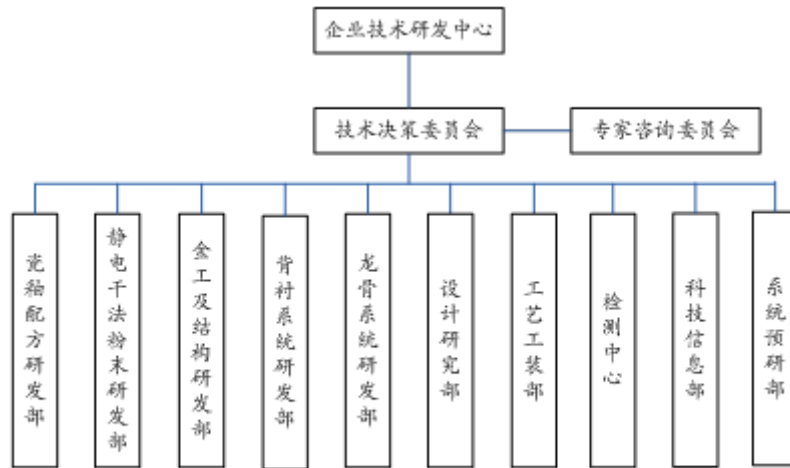 企业技术研发中心
技术决策委员会
专家咨询委员会
瓷釉配方研发部
静电干法粉末研发部
金工及结构研发部
背衬系统研发部
龙骨系统研发部
设计研究部
工艺工装部
检测中心
科技信息部
系统预研部